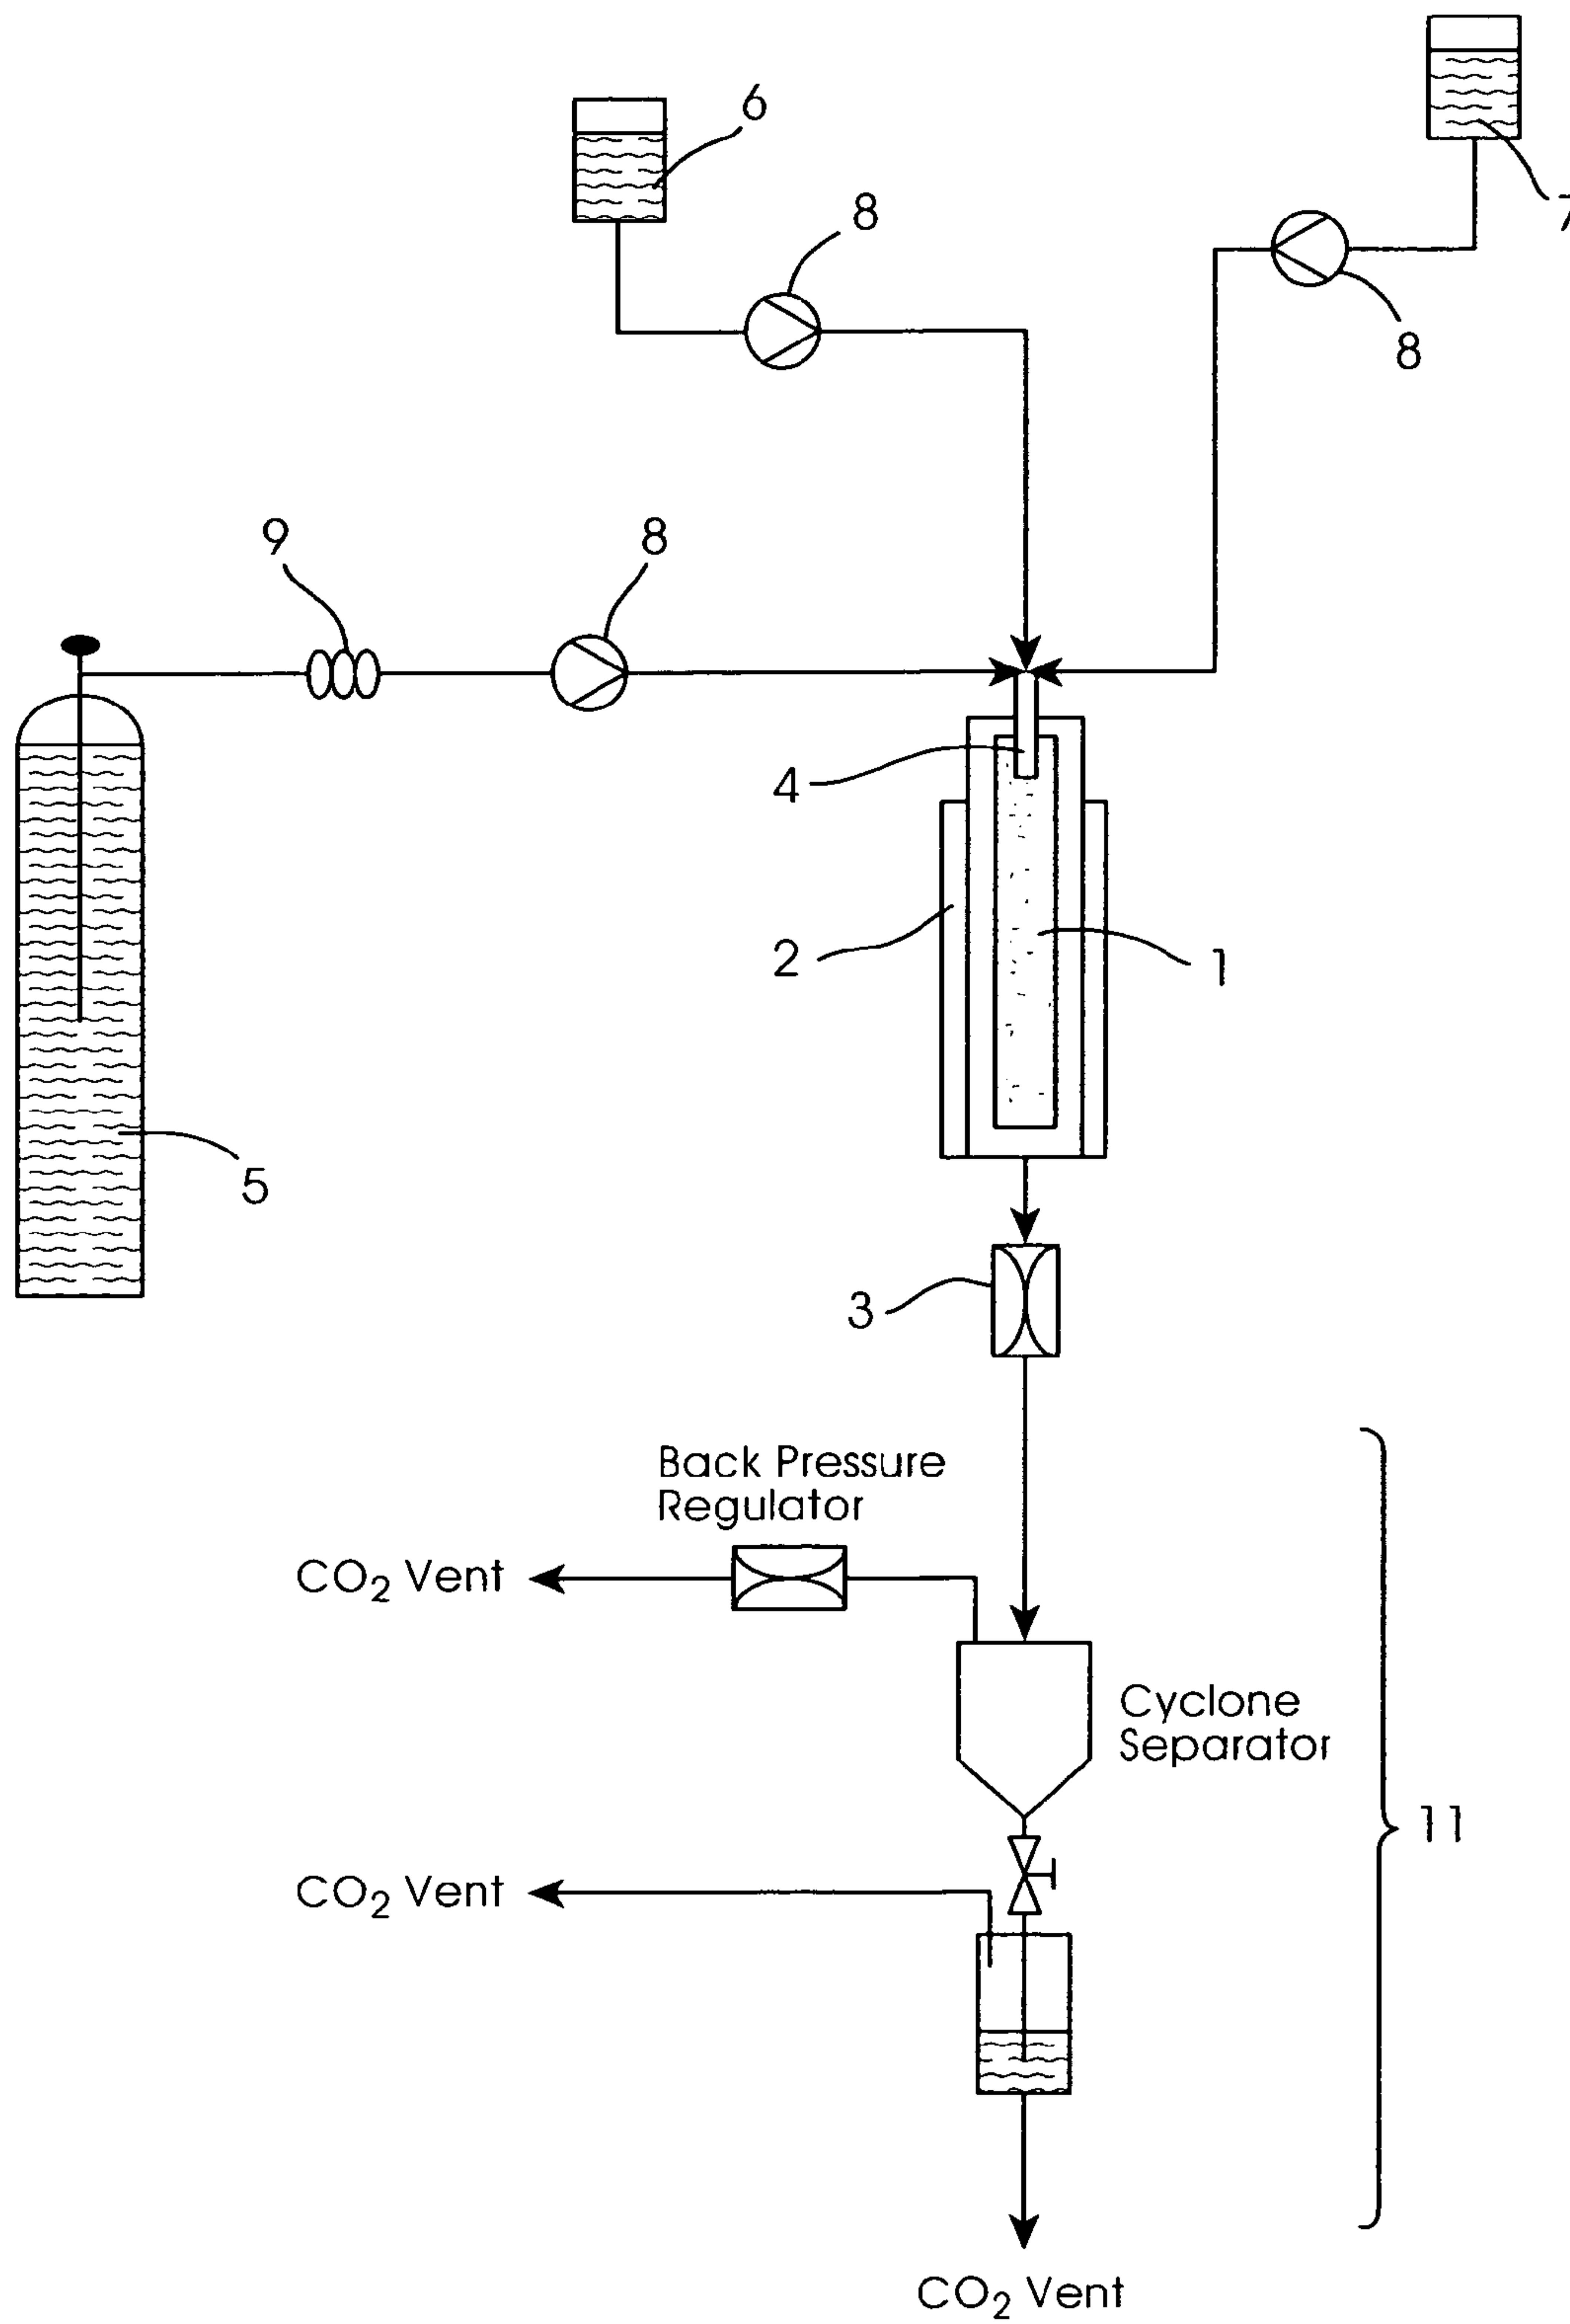 6
7
8
8
9
8
4
2
1
5
3
Back Pressure
Regulator
CO₂ Vent
Cyclone
Separator
11
CO₂ Vent
CO₂ Vent